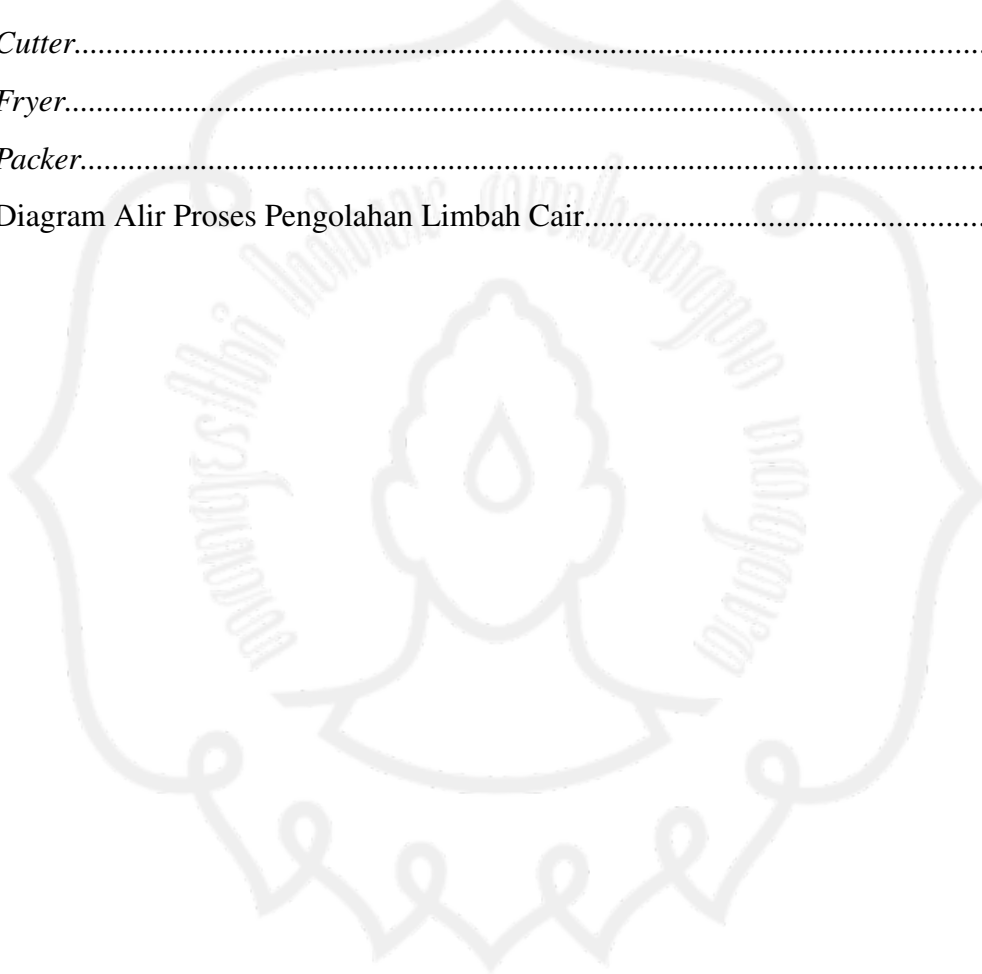 Cutter..................................................................................................................
Fryer...................................................................................................................
Packer.................................................................................................................
Diagram Alir Proses Pengolahan Limbah Cair..................................................